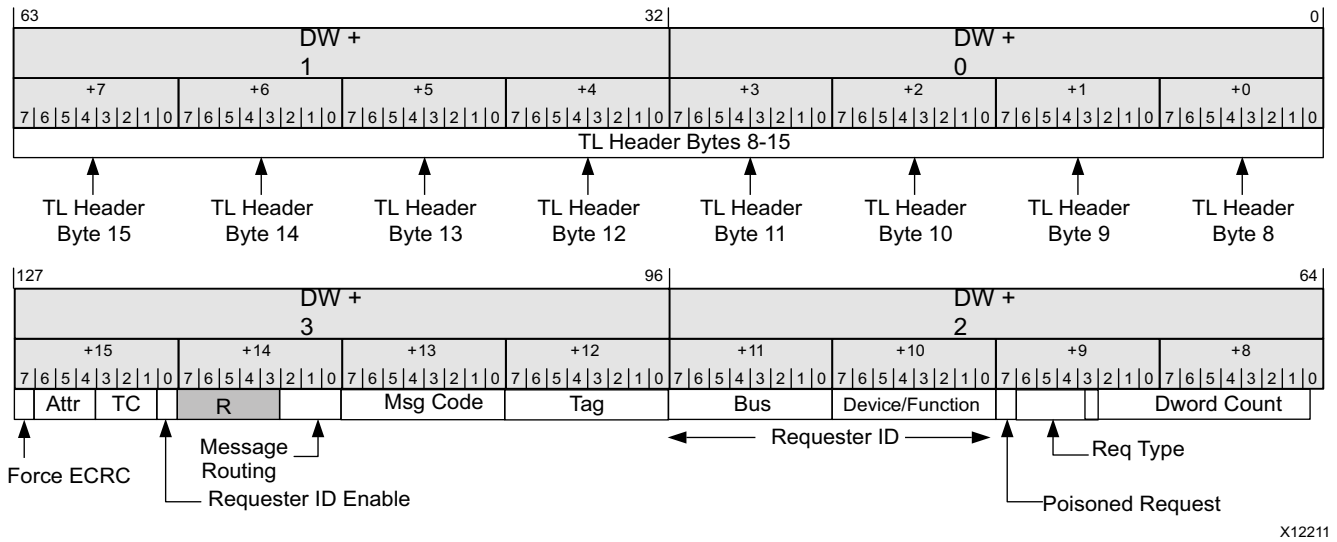 63 32 0
DW + DW +
1 0
+7 +6 +5 +4 +3 +2 +1 +0
7 6 5 4 3 2 1 0 7 6 5 4 3 2 1 0 7 6 5 4 3 2 1 0 7 6 5 4 3 2 1 0 7 6 5 4 3 2 1 0 7 6 5 4 3 2 1 0 7 6 5 4 3 2 1 0 7 6 5 4 3 2 1 0
TL Header Bytes 8-15
TL Header TL Header TL Header TL Header TL Header TL Header TL Header TL Header
Byte 15 Byte 14 Byte 13 Byte 12 Byte 11 Byte 10 Byte 9 Byte 8
127 96 64
DW + DW +
3 2
+15 +14 +13 +12 +11 +10 +9 +8
7 6 5 4 3 2 1 0 7 6 5 4 3 2 1 0 7 6 5 4 3 2 1 0 7 6 5 4 3 2 1 0 7 6 5 4 3 2 1 0 7 6 5 4 3 2 1 0 7 6 5 4 3 2 1 0 7 6 5 4 3 2 1 0
Attr TC R Msg Code Tag Bus Device/Function Dword Count
Message Requester ID Req Type
Force ECRC Routing
Requester ID Enable Poisoned Request
X12211